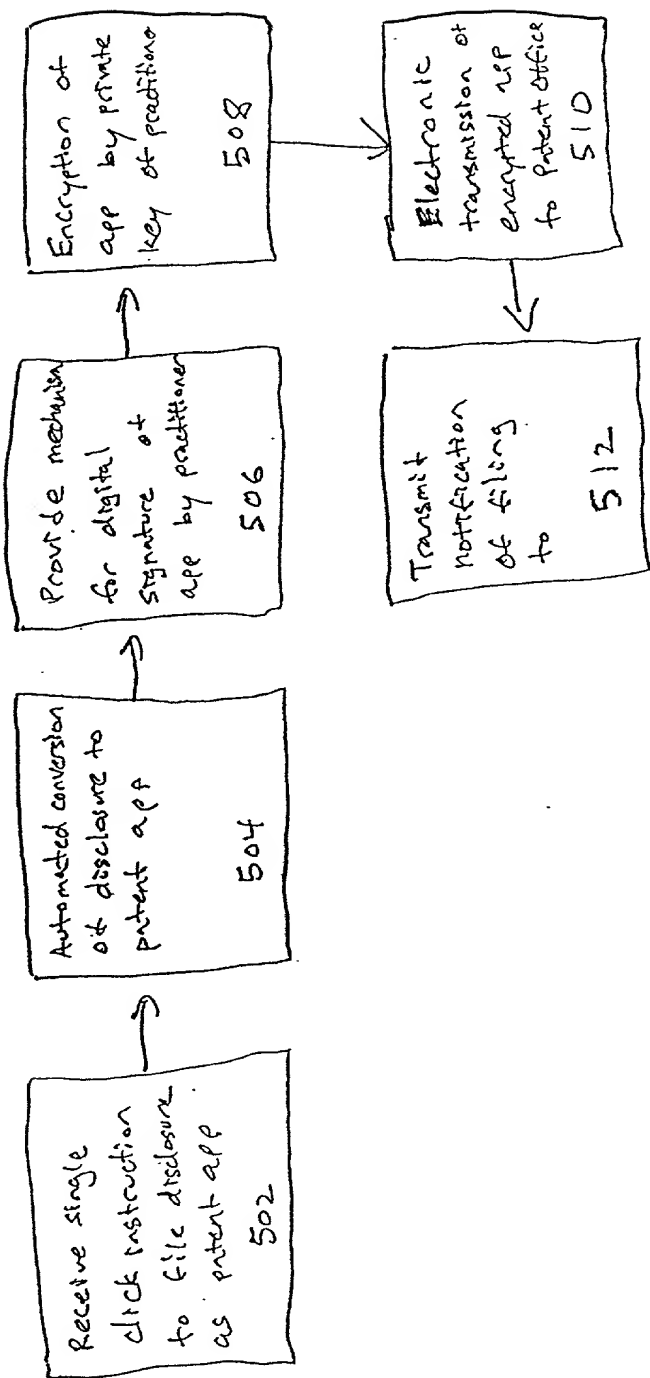 Receive single
click instruction
to file disclosure
as patent app
502
Automated conversion
of disclosure to
patent app
504
Provide mechanism
for digital
signature of
app by practitioner
506
Encryption of
app by private
key of practitione
508
Electronic
transmission of
encrypted app
to Patent Office
510
Transmit
notification
of filing
to
512